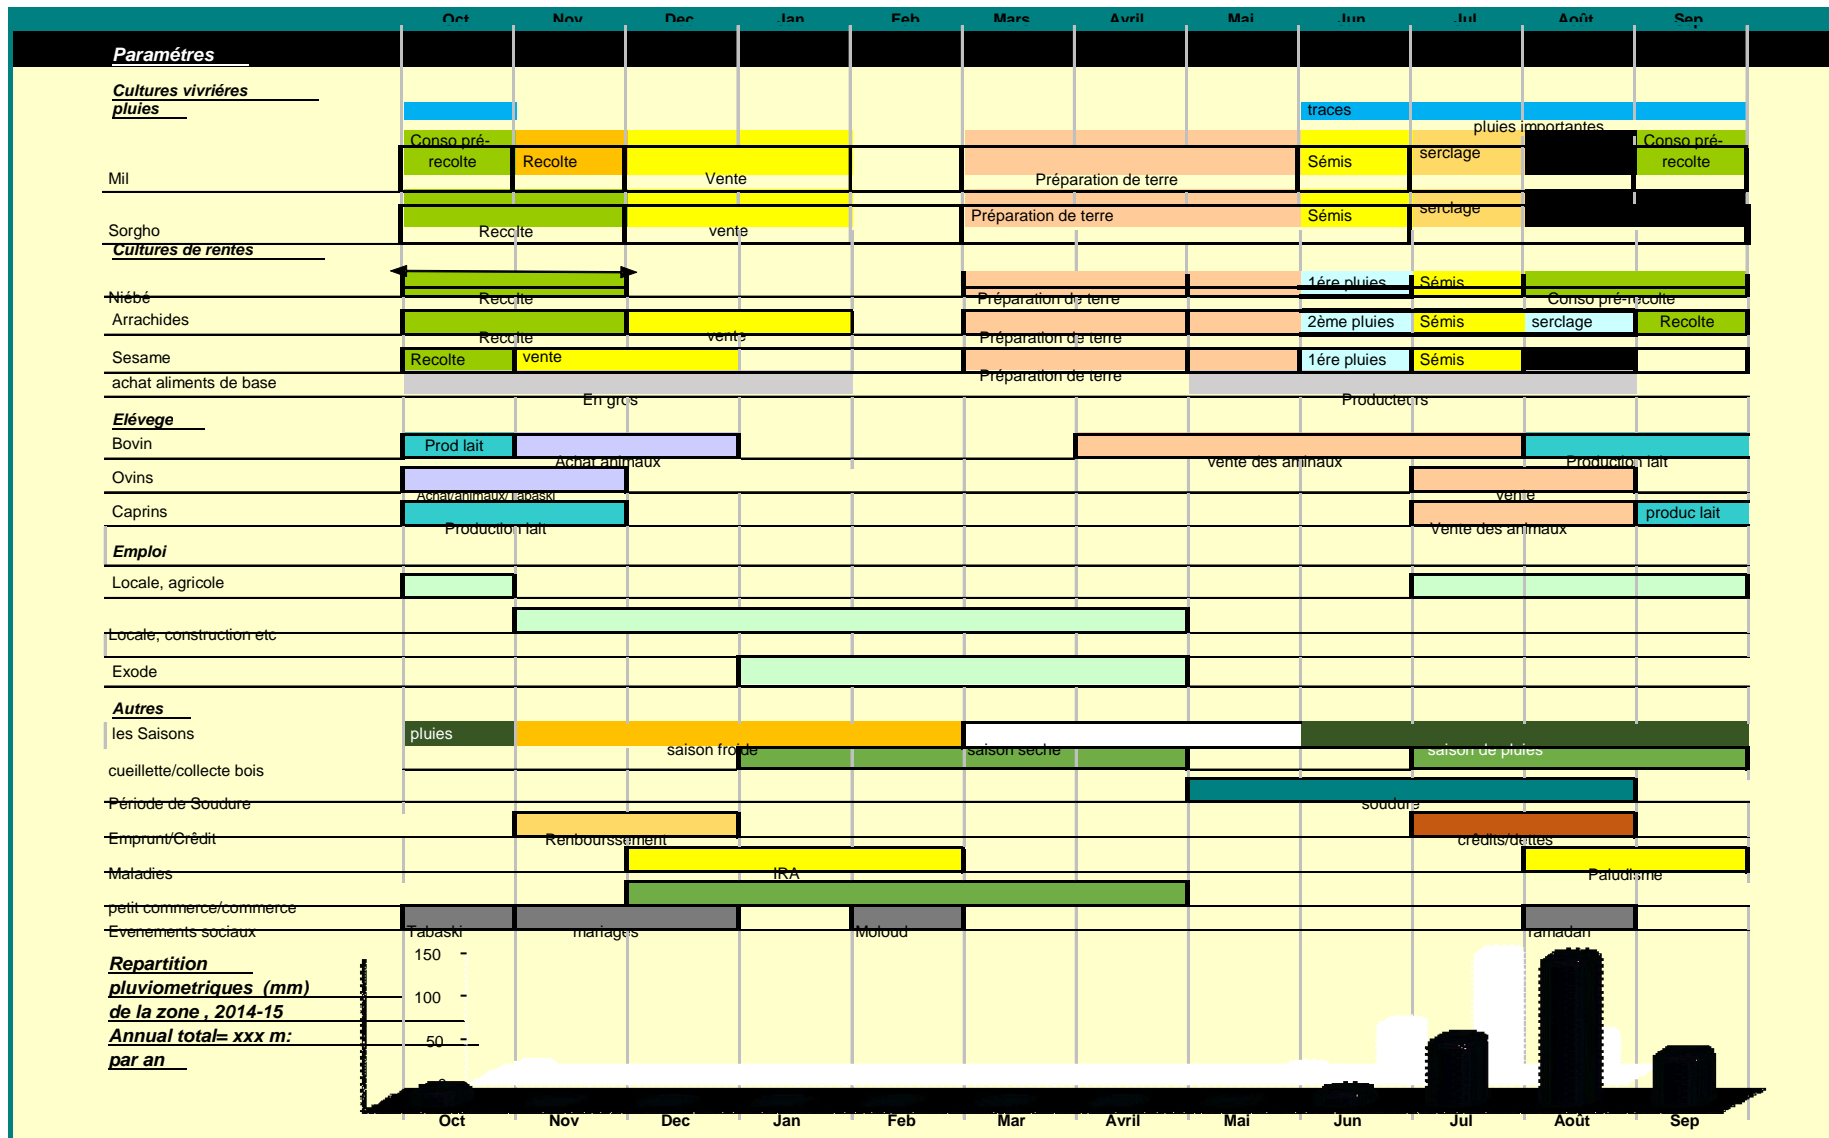 Oct Nov Dec Jan Feb Mars Avril Mai Jun Jul Août Sep
Paramétres
Cultures vivriéres
pluies traces
pluies importantes
Conso pré-recolte Recolte Sémis serclage Conso pré-recolte
Mil Vente Préparation de terre
Préparation de terre Sémis serclage
Sorgho Recolte vente
Cultures de rentes
1ére pluies Sémis
Niébé Recolte Préparation de terre Conso pré-recolte
Arrachides 2ème pluies Sémis serclage Recolte
Recolte vente Préparation de terre
Sesame Recolte vente 1ére pluies Sémis
Préparation de terre
achat aliments de base
En gros Producteurs
Elévege
Bovin Prod lait
Achat animaux Vente des aminaux Production lait
Ovins
Achat/animaux/Tabaski vente
Caprins produc lait
Production lait Vente des animaux
Emploi
Locale, agricole
Locale, construction etc
Exode
Autres
les Saisons pluies
saison froide saison seche saison de pluies
cueillette/collecte bois
Période de Soudure soudure
Emprunt/Crêdit Renbourssement crêdits/dettes
Maladies IRA Paludisme
petit commerce/commerce
Evenements sociaux Tabaski mariages Moloud ramadan
Repartition
pluviometriques (mm)
de la zone , 2014-15
Annual total= xxx m:
par an
150
100
50
0
Oct Nov Dec Jan Feb Mar Avril Mai Jun Jul Août Sep